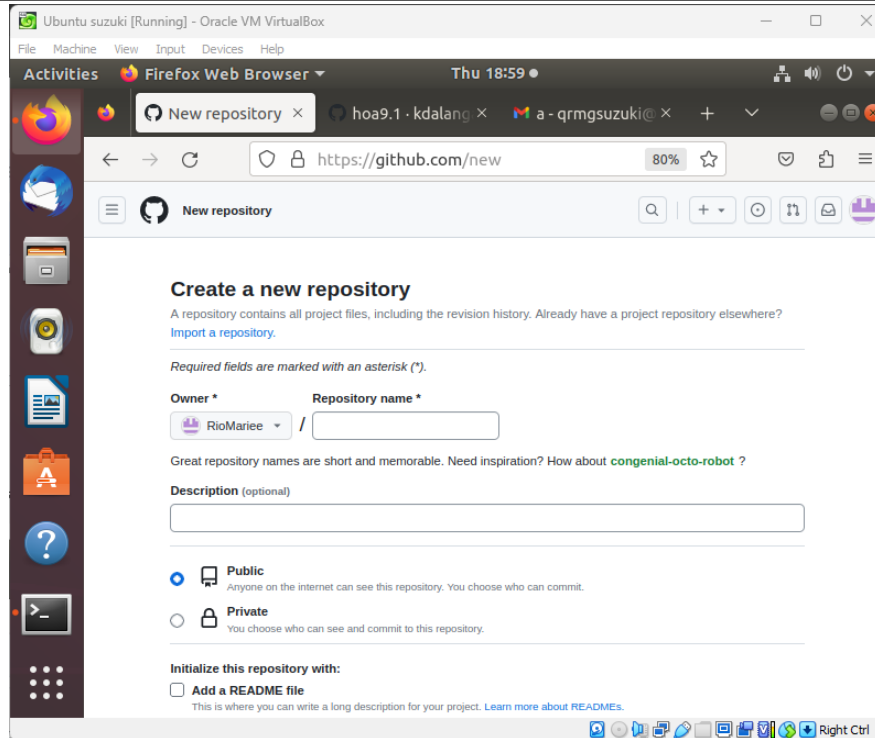 Ubuntu suzuki [Running] - Oracle VM VirtualBox
File Machine View Input Devices Help
Activities Firefox Web Browser ▾ Thu 18:59 ●
New repository × hoa9.1 · kdalang × a - qrmgsuzuki@ × +
https://github.com/new 80%
New repository
Create a new repository
A repository contains all project files, including the revision history. Already have a project repository elsewhere?
Import a repository.
Required fields are marked with an asterisk (*).
Owner * Repository name *
RioMariee /
Great repository names are short and memorable. Need inspiration? How about congenial-octo-robot ?
Description (optional)
Public
Anyone on the internet can see this repository. You choose who can commit.
Private
You choose who can see and commit to this repository.
Initialize this repository with:
Add a README file
This is where you can write a long description for your project. Learn more about READMEs.
Right Ctrl